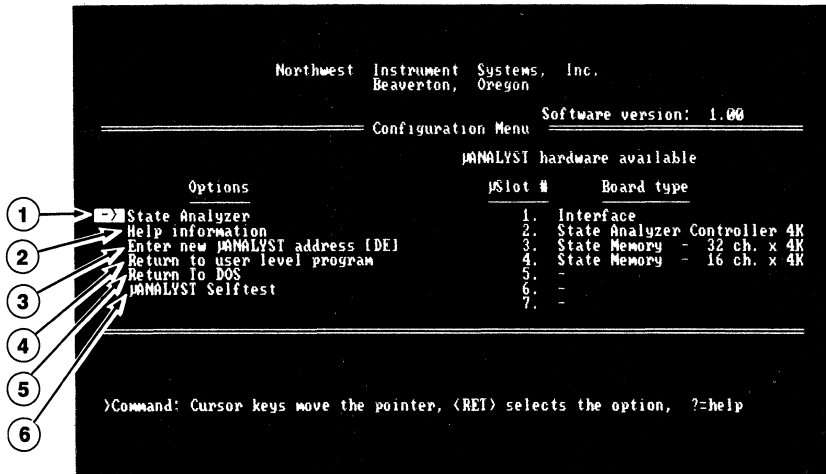 Northwest Instrument Systems, Inc.
Beaverton, Oregon
Software version: 1.00
Configuration Menu
µANALYST hardware available
Options µSlot # Board type
1 -> State Analyzer 1. Interface
2 Help information 2. State Analyzer Controller 4K
3 Enter new µANALYST address [DE] 3. State Memory - 32 ch. x 4K
4 Return to user level program 4. State Memory - 16 ch. x 4K
5 Return To DOS 5. -
6 µANALYST Selftest 6. -
7. -
>Command: Cursor keys move the pointer, <RET> selects the option, ?=help